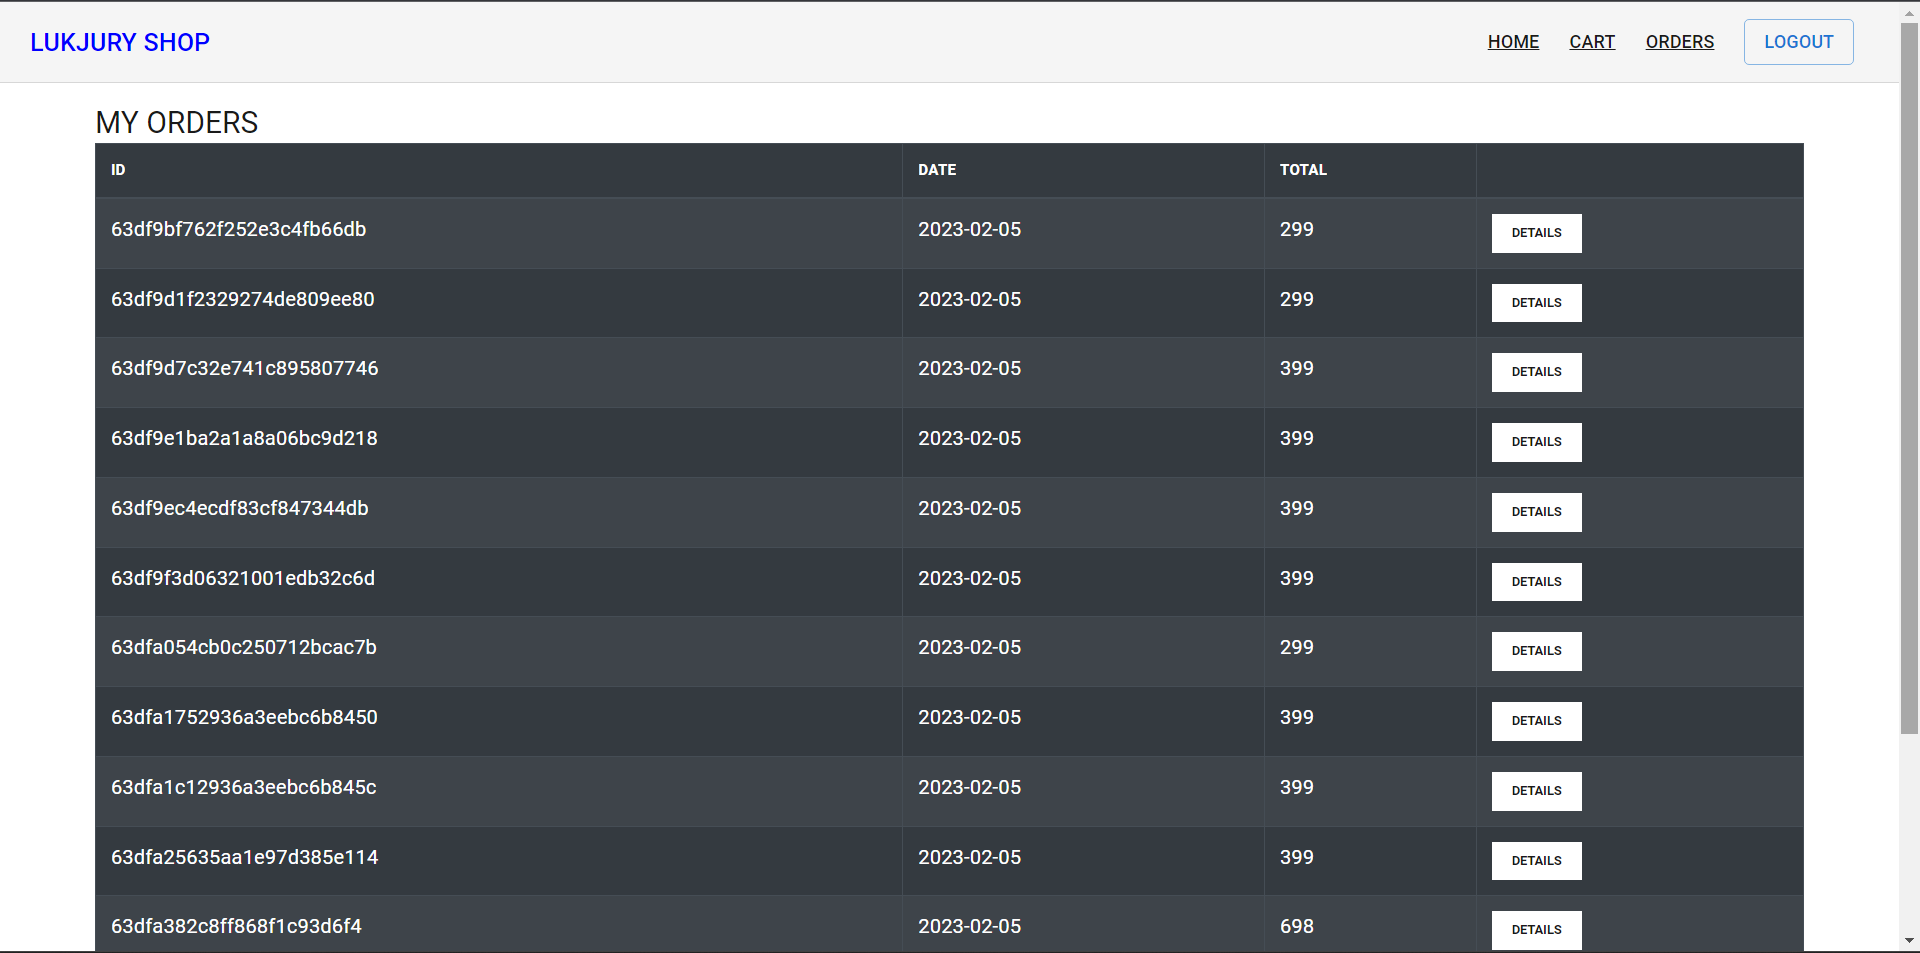 LUKJURY SHOP HOME CART ORDERS LOGOUT
MY ORDERS
ID DATE TOTAL
63df9bf762f252e3c4fb66db 2023-02-05 299 DETAILS
63df9d1f2329274de809ee80 2023-02-05 299 DETAILS
63df9d7c32e741c895807746 2023-02-05 399 DETAILS
63df9e1ba2a1a8a06bc9d218 2023-02-05 399 DETAILS
63df9ec4ecdf83cf847344db 2023-02-05 399 DETAILS
63df9f3d06321001edb32c6d 2023-02-05 399 DETAILS
63dfa054cb0c250712bcac7b 2023-02-05 299 DETAILS
63dfa1752936a3eebc6b8450 2023-02-05 399 DETAILS
63dfa1c12936a3eebc6b845c 2023-02-05 399 DETAILS
63dfa25635aa1e97d385e114 2023-02-05 399 DETAILS
63dfa382c8ff868f1c93d6f4 2023-02-05 698 DETAILS